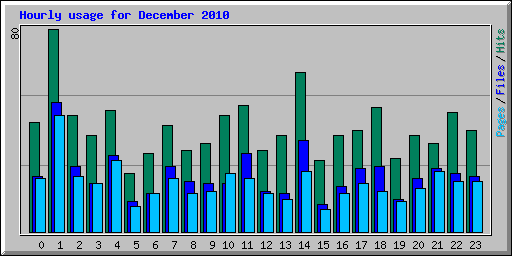 Hourly usage for December 2010
80
Pages/Files/Hits
0 1 2 3 4 5 6 7 8 9 10 11 12 13 14 15 16 17 18 19 20 21 22 23